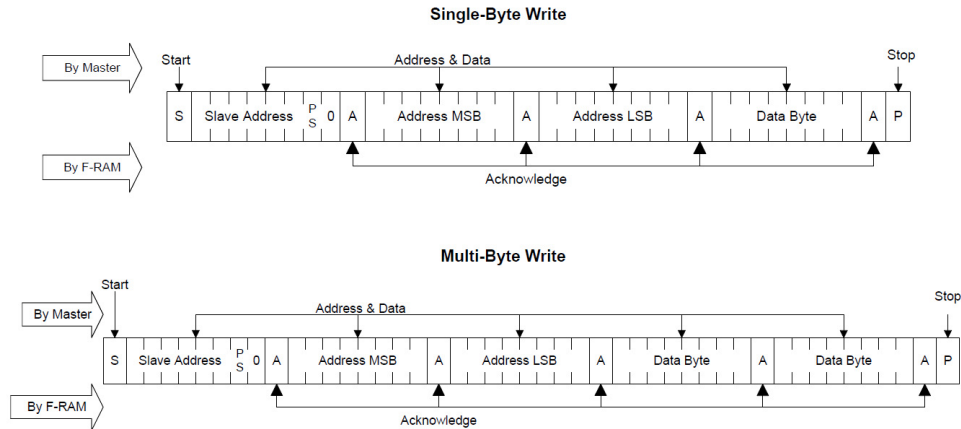 Single-Byte Write
By Master
Start
Address & Data
Stop
S Slave Address PS 0 A Address MSB A Address LSB A Data Byte A P
By F-RAM
Acknowledge
Multi-Byte Write
Start
By Master
Address & Data
Stop
S Slave Address PS 0 A Address MSB A Address LSB A Data Byte A Data Byte A P
By F-RAM
Acknowledge